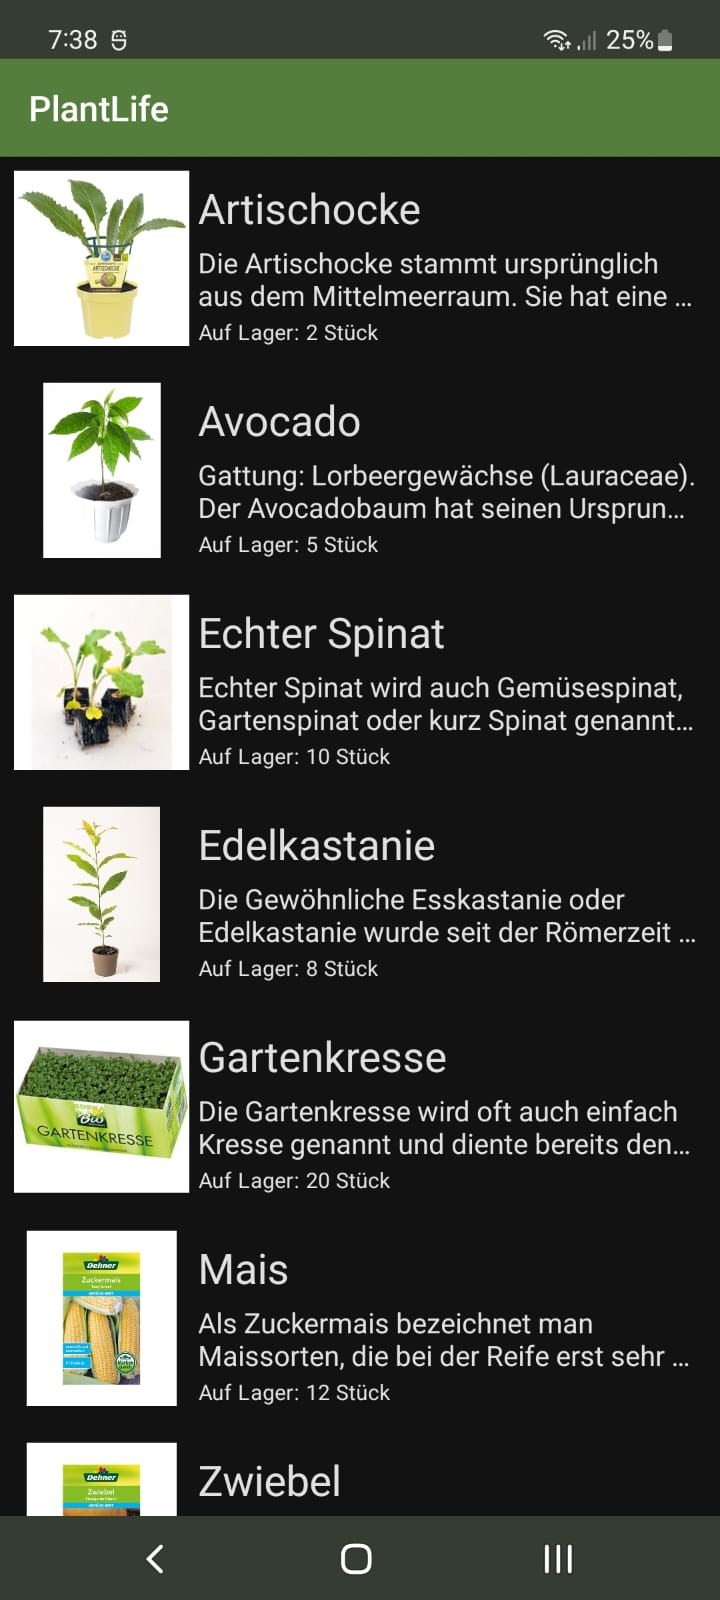 7:38
25%
PlantLife
ARTISCHOCKE
Artischocke
Die Artischocke stammt ursprünglich
aus dem Mittelmeerraum. Sie hat eine ...
Auf Lager: 2 Stück
Avocado
Gattung: Lorbeergewächse (Lauraceae).
Der Avocadobaum hat seinen Ursprun...
Auf Lager: 5 Stück
Echter Spinat
Echter Spinat wird auch Gemüsespinat,
Gartenspinat oder kurz Spinat genannt...
Auf Lager: 10 Stück
Edelkastanie
Die Gewöhnliche Esskastanie oder
Edelkastanie wurde seit der Römerzeit ...
Auf Lager: 8 Stück
Bio
GARTENKRESSE
Gartenkresse
Die Gartenkresse wird oft auch einfach
Kresse genannt und diente bereits den...
Auf Lager: 20 Stück
Dehner
Zuckermais
Mais
Als Zuckermais bezeichnet man
Maissorten, die bei der Reife erst sehr ...
Auf Lager: 12 Stück
Dehner
Zwiebel
Zwiebel